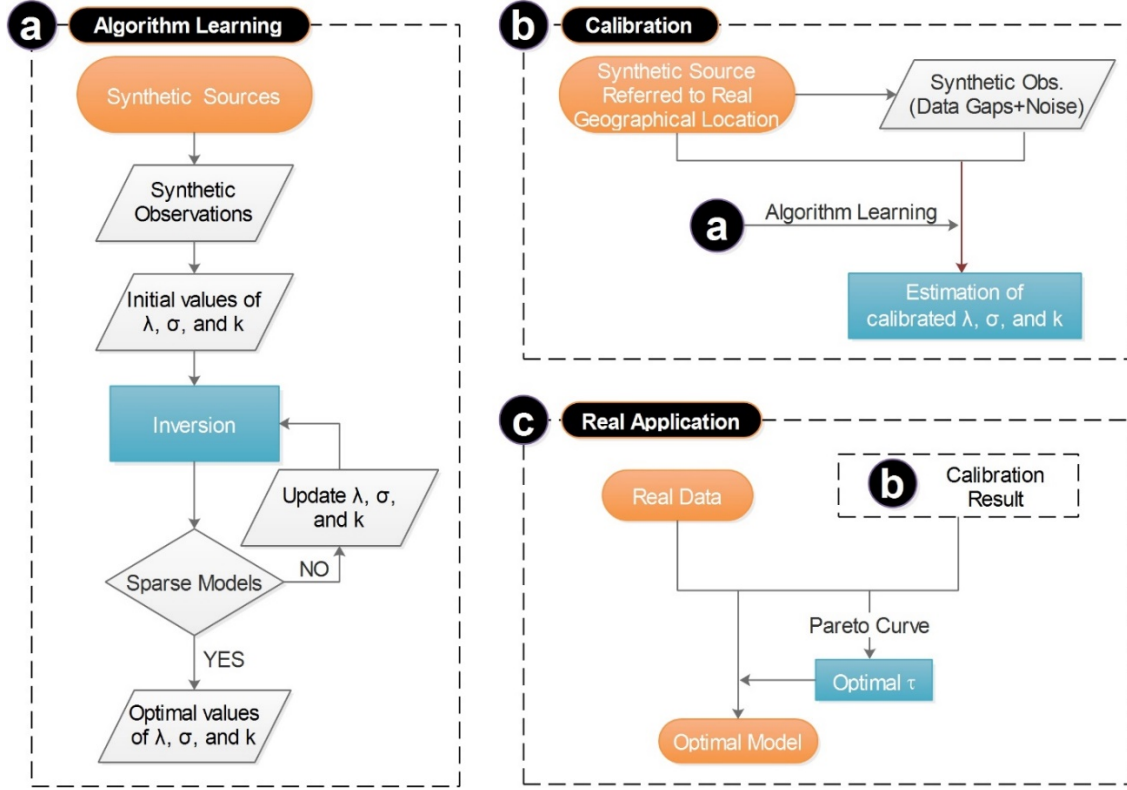 a
Algorithm Learning
Synthetic Sources
Synthetic
Observations
Initial values of
λ, σ, and k
Inversion
Update λ, σ,
and k
Sparse Models
NO
YES
Optimal values
of λ, σ, and k
b
Calibration
Synthetic Source
Referred to Real
Geographical Location
Synthetic Obs.
(Data Gaps+Noise)
Algorithm Learning
a
Estimation of
calibrated λ, σ, and k
c
Real Application
Real Data
b
Calibration
Result
Pareto Curve
Optimal τ
Optimal Model